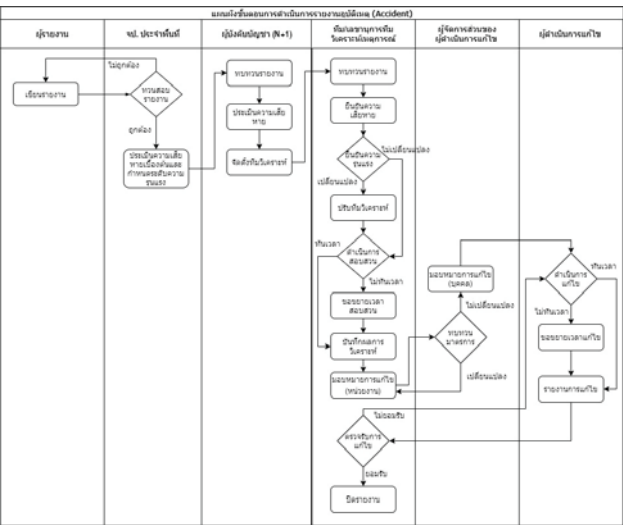 แผนผังขั้นตอนการดำเนินการรายงานอุบัติเหตุ (Accident)
ผู้รายงาน
จป. ประจำพื้นที่
ผู้บังคับบัญชา (N+1)
ทีมเลขานุการทีม
วิเคราะห์เหตุการณ์
ผู้จัดการส่วนของ
ผู้ดำเนินการแก้ไข
ผู้ดำเนินการแก้ไข
ไม่ถูกต้อง
เขียนรายงาน
ทวนสอบ
รายงาน
ถูกต้อง
ประเมินความเสีย
หายเบื้องต้นและ
กำหนดระดับความ
รุนแรง
ทบทวนรายงาน
ประเมินความเสีย
หาย
จัดตั้งทีมวิเคราะห์
ทบทวนรายงาน
ยืนยันความ
เสียหาย
ยืนยันความ
รุนแรง
ไม่เปลี่ยนแปลง
เปลี่ยนแปลง
ปรับทีมวิเคราะห์
ทันเวลา
ดำเนินการ
สอบสวน
ไม่ทันเวลา
ขอขยายเวลา
สอบสวน
บันทึกผลการ
วิเคราะห์
มอบหมายการแก้ไข
(หน่วยงาน)
มอบหมายการแก้ไข
(บุคคล)
ไม่เปลี่ยนแปลง
ทบทวน
มาตรการ
เปลี่ยนแปลง
ดำเนินการ
แก้ไข
ทันเวลา
ไม่ทันเวลา
ขอขยายเวลาแก้ไข
รายงานการแก้ไข
ไม่ยอมรับ
ตรวจรับการ
แก้ไข
ยอมรับ
ปิดรายงาน